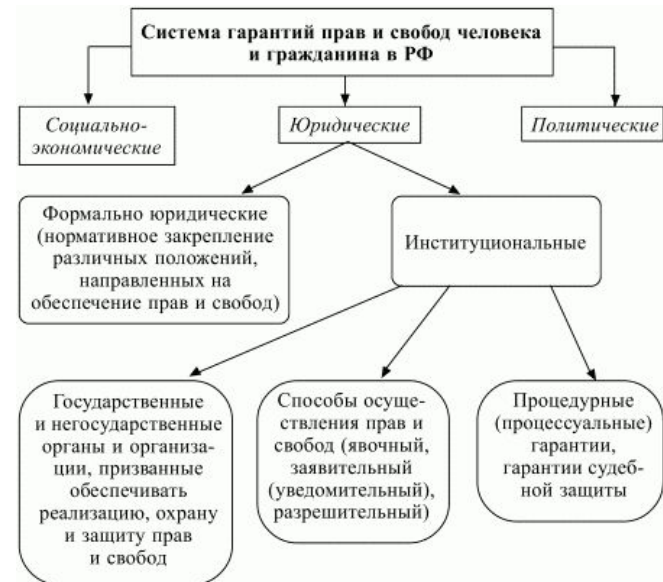 Система гарантий прав и свобод человека
и гражданина в РФ
Социально-
экономические
Юридические
Политические
Формально юридические
(нормативное закрепление
различных положений,
направленных на
обеспечение прав и свобод)
Институциональные
Государственные
и негосударственные
органы и организа-
ции, призванные
обеспечивать
реализацию, охрану
и защиту прав
и свобод
Способы осуще-
ствления прав и
свобод (явочный,
заявительный
(уведомительный),
разрешительный)
Процедурные
(процессуальные)
гарантии,
гарантии судеб-
ной защиты